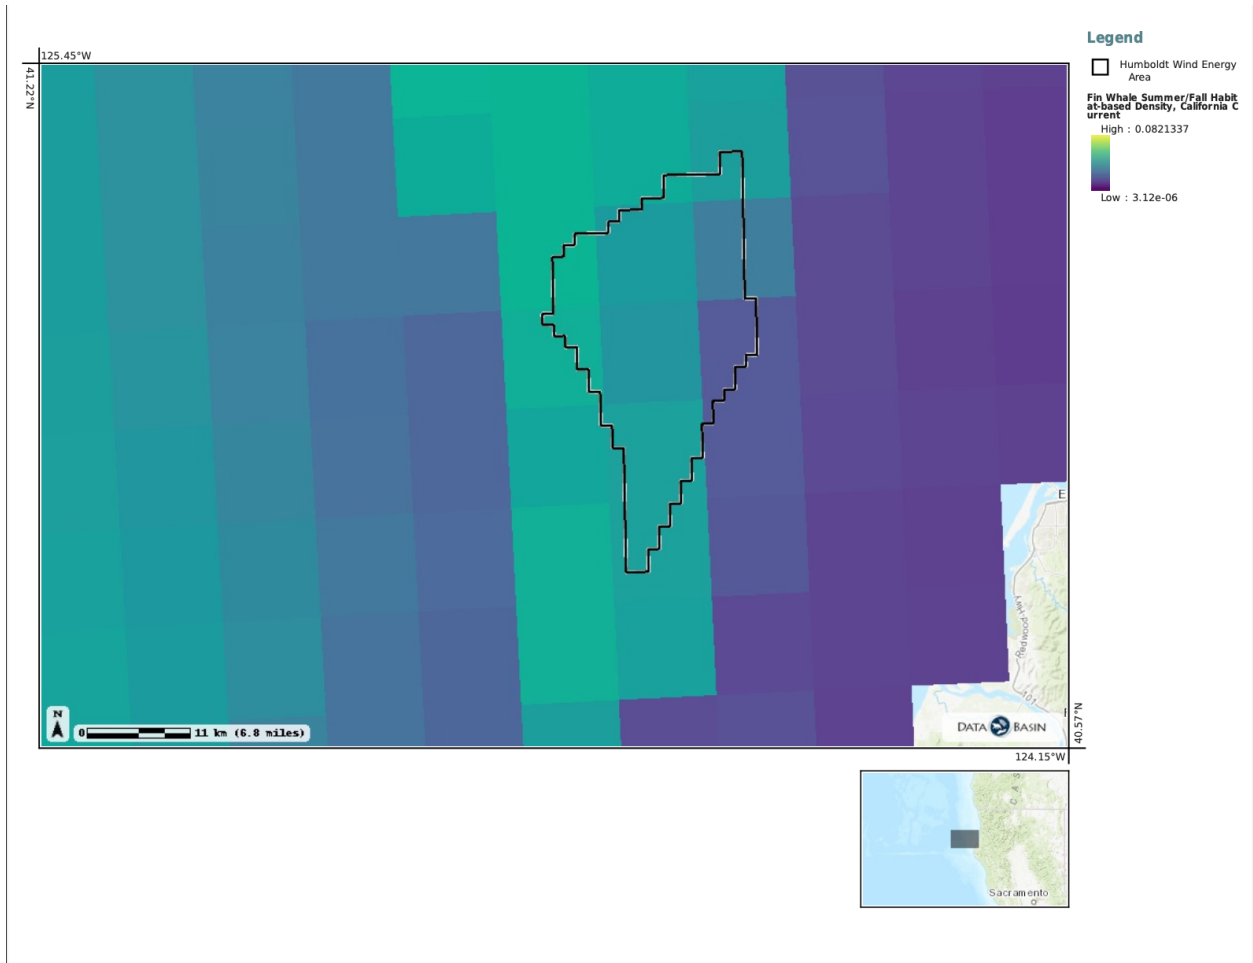 125.45°W
41.22°N
Legend
Humboldt Wind Energy
Area
Fin Whale Summer/Fall Habit
at-based Density, California C
urrent
High : 0.0821337
Low : 3.12e-06
E
Redwood Hwy
101
F
N
0 11 km (6.8 miles)
DATA BASIN
40.57°N
124.15°W
C A S
Sacramento